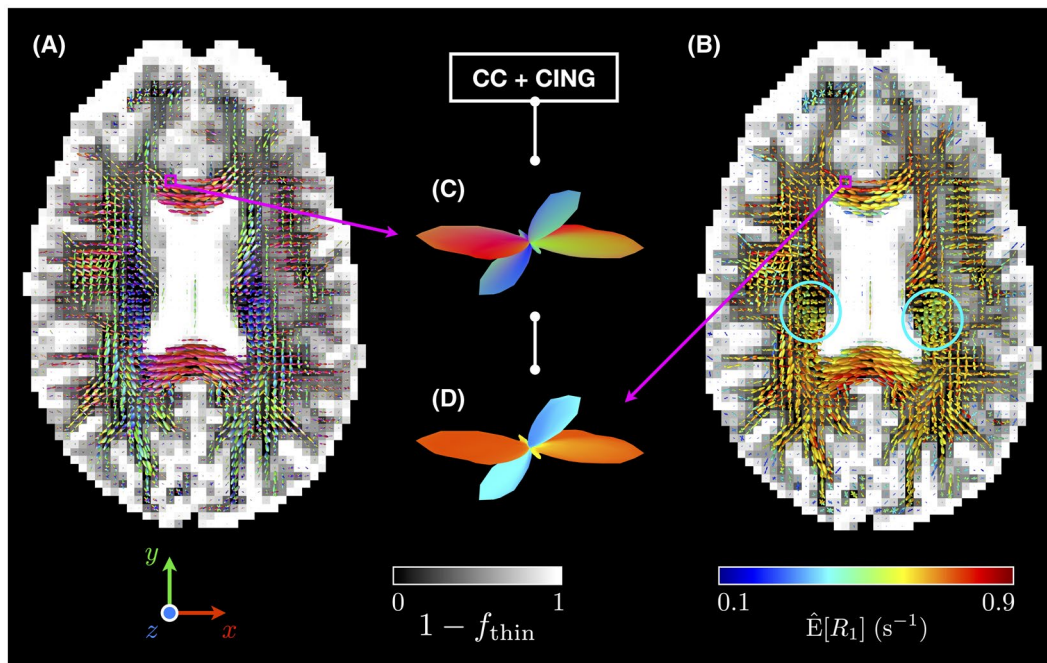 (A)
CC + CING
(B)
(C)
(D)
y
z
x
0
1
1 − f_thin
0.1
0.9
Ê[R₁] (s⁻¹)